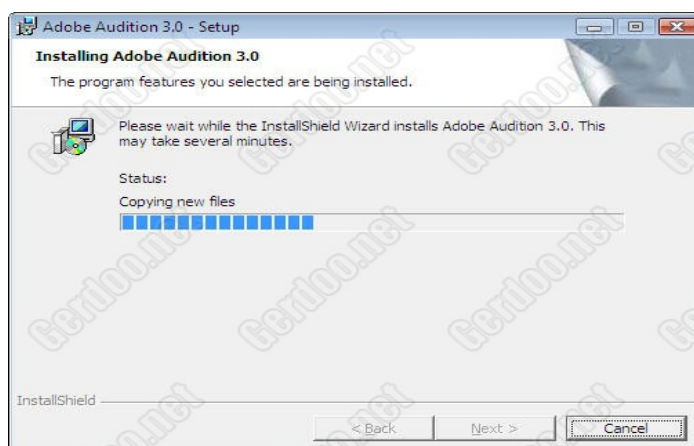 Adobe Audition 3.0 - Setup
Installing Adobe Audition 3.0
The program features you selected are being installed.
Please wait while the InstallShield Wizard installs Adobe Audition 3.0. This
may take several minutes.
Status:
Copying new files
InstallShield
< Back Next > Cancel
Gerdoo.net